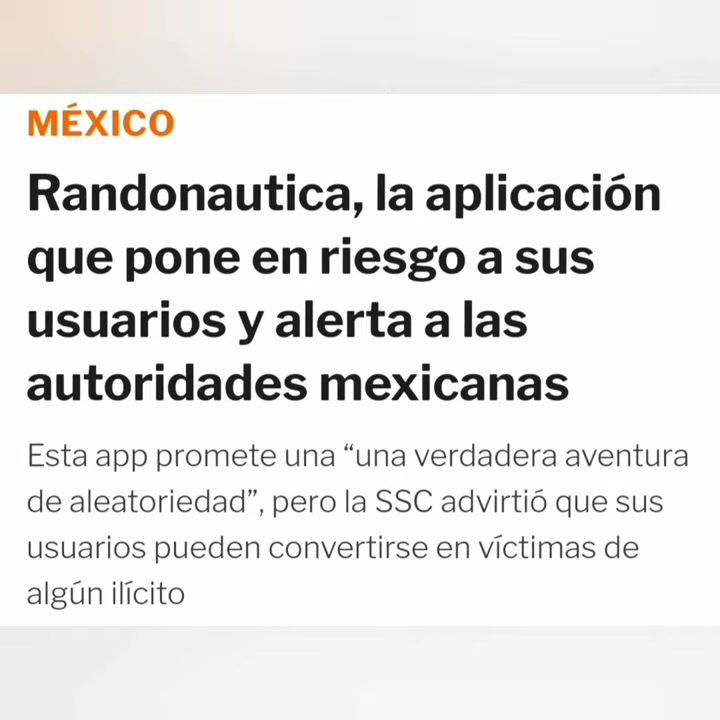 MÉXICO
Randonautica, la aplicación
que pone en riesgo a sus
usuarios y alerta a las
autoridades mexicanas
Esta app promete una “una verdadera aventura
de aleatoriedad”, pero la SSC advirtió que sus
usuarios pueden convertirse en víctimas de
algún ilícito